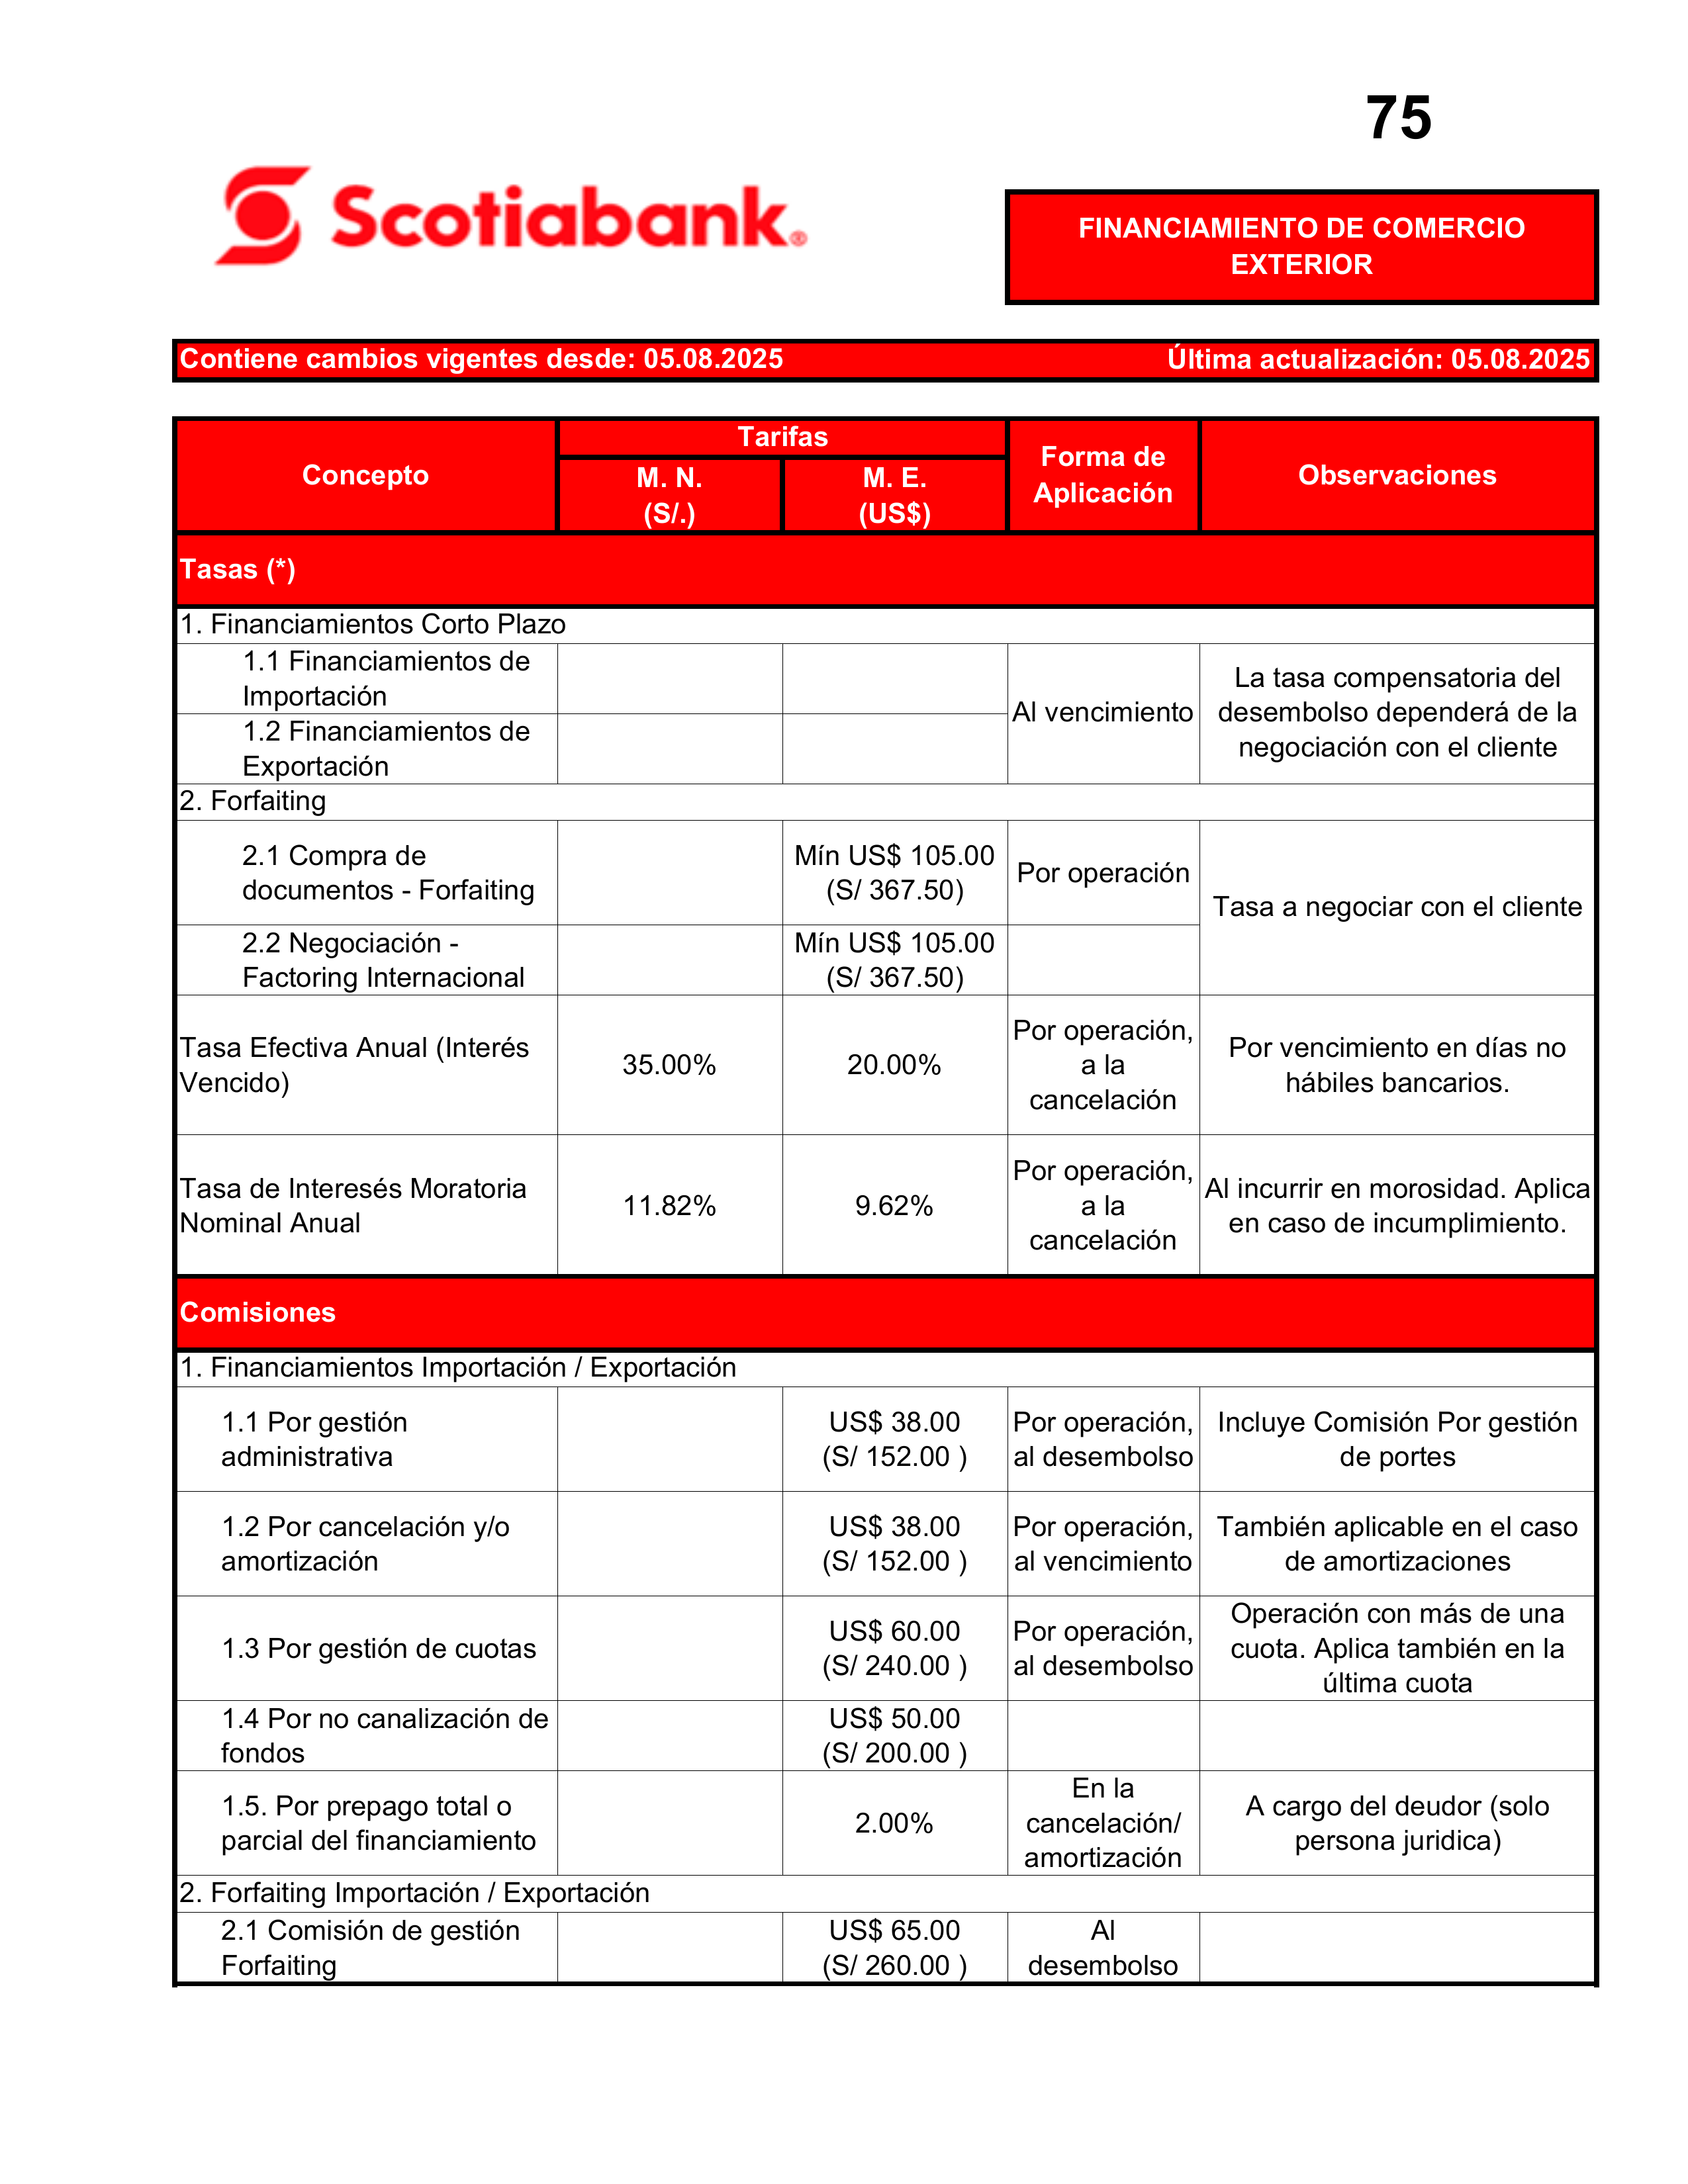 75
Scotiabank®
FINANCIAMIENTO DE COMERCIO
EXTERIOR
Contiene cambios vigentes desde: 05.08.2025 Última actualización: 05.08.2025
Concepto
Tarifas
M. N.
(S/.)
M. E.
(US$)
Forma de
Aplicación
Observaciones
Tasas (*)
1. Financiamientos Corto Plazo
1.1 Financiamientos de
Importación
1.2 Financiamientos de
Exportación
Al vencimiento
La tasa compensatoria del
desembolso dependerá de la
negociación con el cliente
2. Forfaiting
2.1 Compra de
documentos - Forfaiting
Mín US$ 105.00
(S/ 367.50)
Por operación
Tasa a negociar con el cliente
2.2 Negociación -
Factoring Internacional
Mín US$ 105.00
(S/ 367.50)
Tasa Efectiva Anual (Interés
Vencido)
35.00%
20.00%
Por operación,
a la
cancelación
Por vencimiento en días no
hábiles bancarios.
Tasa de Interesés Moratoria
Nominal Anual
11.82%
9.62%
Por operación,
a la
cancelación
Al incurrir en morosidad. Aplica
en caso de incumplimiento.
Comisiones
1. Financiamientos Importación / Exportación
1.1 Por gestión
administrativa
US$ 38.00
(S/ 152.00 )
Por operación,
al desembolso
Incluye Comisión Por gestión
de portes
1.2 Por cancelación y/o
amortización
US$ 38.00
(S/ 152.00 )
Por operación,
al vencimiento
También aplicable en el caso
de amortizaciones
1.3 Por gestión de cuotas
US$ 60.00
(S/ 240.00 )
Por operación,
al desembolso
Operación con más de una
cuota. Aplica también en la
última cuota
1.4 Por no canalización de
fondos
US$ 50.00
(S/ 200.00 )
1.5. Por prepago total o
parcial del financiamiento
2.00%
En la
cancelación/
amortización
A cargo del deudor (solo
persona juridica)
2. Forfaiting Importación / Exportación
2.1 Comisión de gestión
Forfaiting
US$ 65.00
(S/ 260.00 )
Al
desembolso